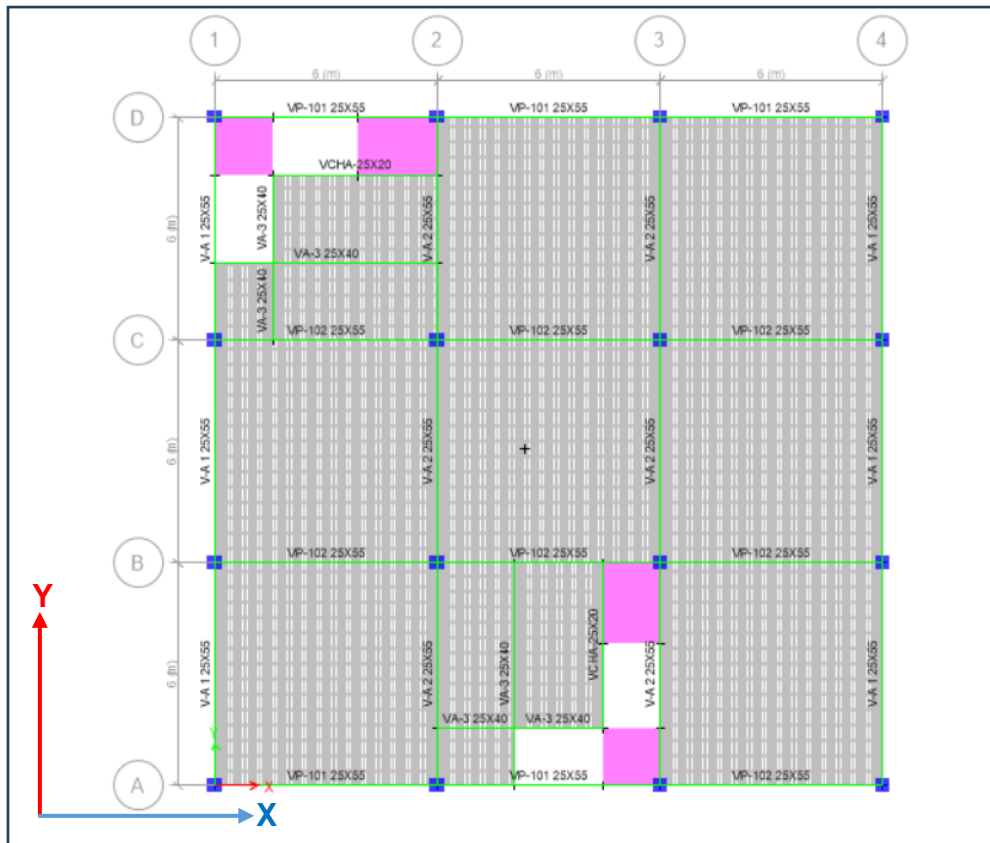 1 2 3 4
6 (m) 6 (m) 6 (m)
VP-101 25X55 VP-101 25X55 VP-101 25X55
D
VCHA-25X20
6 (m)
V-A 1 25X55
VA-3 25X40
V-A 2 25X55
V-A 2 25X55
V-A 1 25X55
VA-3 25X40
VA-3 25X40
VP-102 25X55 VP-102 25X55 VP-102 25X55
C
6 (m)
V-A 1 25X55
V-A 2 25X55
V-A 2 25X55
V-A 1 25X55
VP-102 25X55 VP-102 25X55 VP-102 25X55
B
Y
6 (m)
V-A 1 25X55
V-A 2 25X55
VA-3 25X40
VCHA-25X20
V-A 2 25X55
V-A 1 25X55
VA-3 25X40 VA-3 25X40
Y
VP-101 25X55 VP-101 25X55 VP-102 25X55
A
X
X